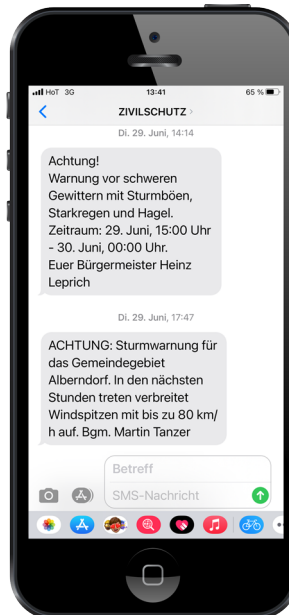 HoT 3G 13:41 65 %
ZIVILSCHUTZ
Di. 29. Juni, 14:14
Achtung!
Warnung vor schweren
Gewittern mit Sturmböen,
Starkregen und Hagel.
Zeitraum: 29. Juni, 15:00 Uhr
- 30. Juni, 00:00 Uhr.
Euer Bürgermeister Heinz
Leprich
Di. 29. Juni, 17:47
ACHTUNG: Sturmwarnung für
das Gemeindegebiet
Alberndorf. In den nächsten
Stunden treten verbreitet
Windspitzen mit bis zu 80 km/
h auf. Bgm. Martin Tanzer
Betreff
SMS-Nachricht